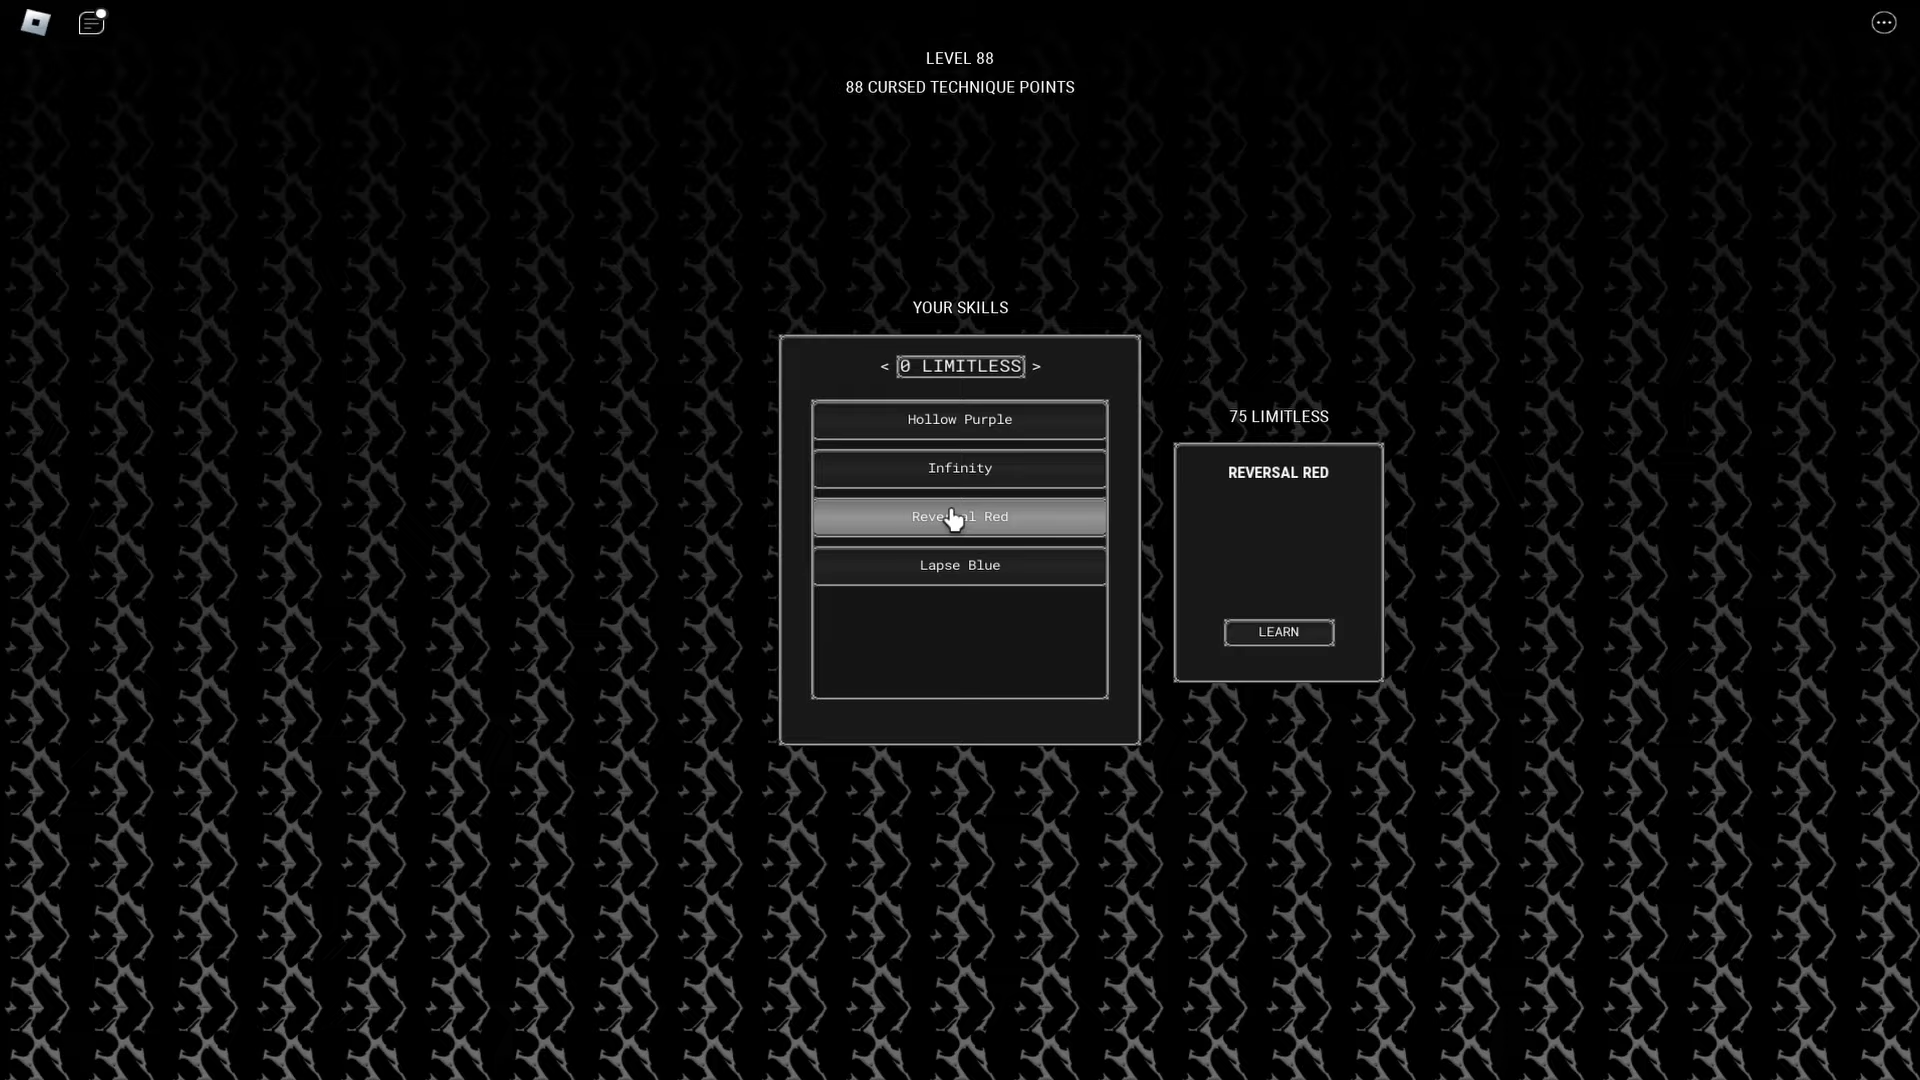 LEVEL 88
88 CURSED TECHNIQUE POINTS
YOUR SKILLS
< 0 LIMITLESS >
Hollow Purple
Infinity
Reversal Red
Lapse Blue
75 LIMITLESS
REVERSAL RED
LEARN